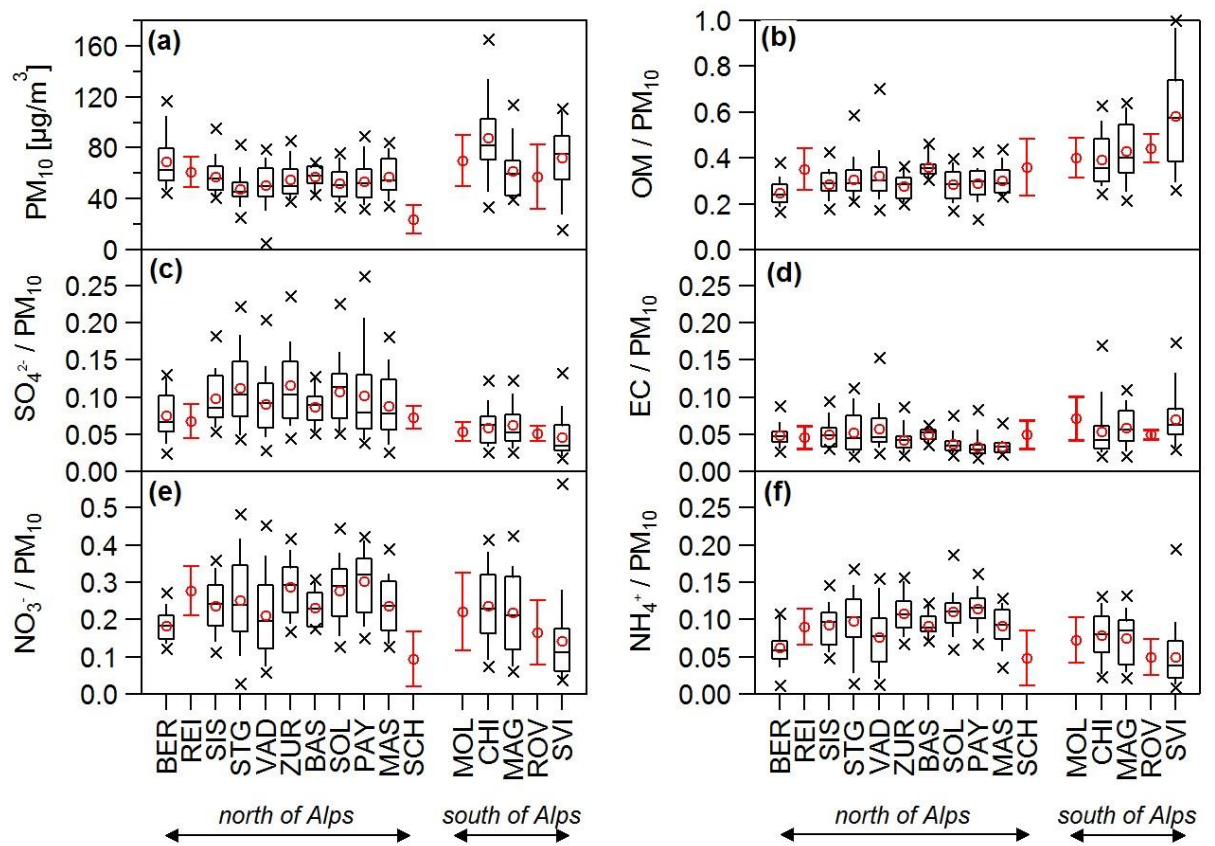 (a)
PM10 [µg/m3]
160
120
80
40
0
(b)
OM / PM10
1.0
0.8
0.6
0.4
0.2
0.0
(c)
SO42- / PM10
0.25
0.20
0.15
0.10
0.05
0.00
(d)
EC / PM10
0.25
0.20
0.15
0.10
0.05
0.00
(e)
NO3- / PM10
0.5
0.4
0.3
0.2
0.1
0.0
(f)
NH4+ / PM10
0.25
0.20
0.15
0.10
0.05
0.00
BER REI SIS STG VAD ZUR BAS SOL PAY MAS SCH MOL CHI MAG ROV SVI
north of Alps south of Alps
BER REI SIS STG VAD ZUR BAS SOL PAY MAS SCH MOL CHI MAG ROV SVI
north of Alps south of Alps